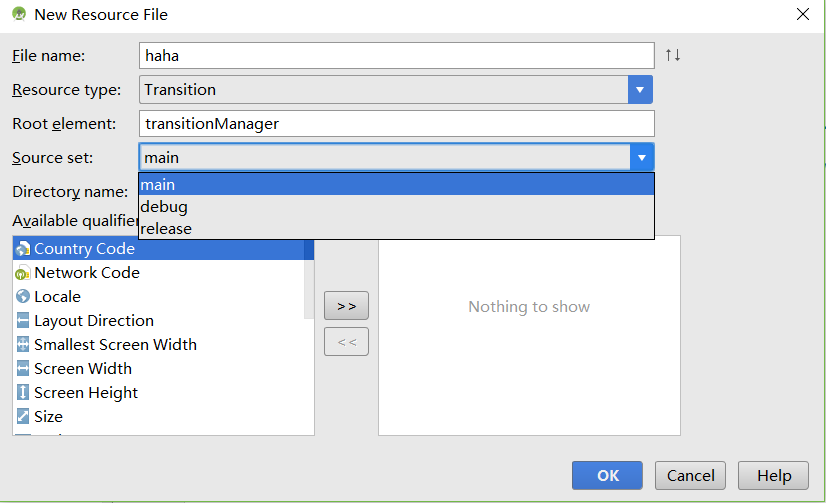 New Resource File
File name: haha
Resource type: Transition
Root element: transitionManager
Source set: main
main
Directory name:
debug
Available qualifier
release
Country Code
Network Code
Locale
Layout Direction
Smallest Screen Width
Screen Width
Screen Height
Size
>>
<<
Nothing to show
OK Cancel Help